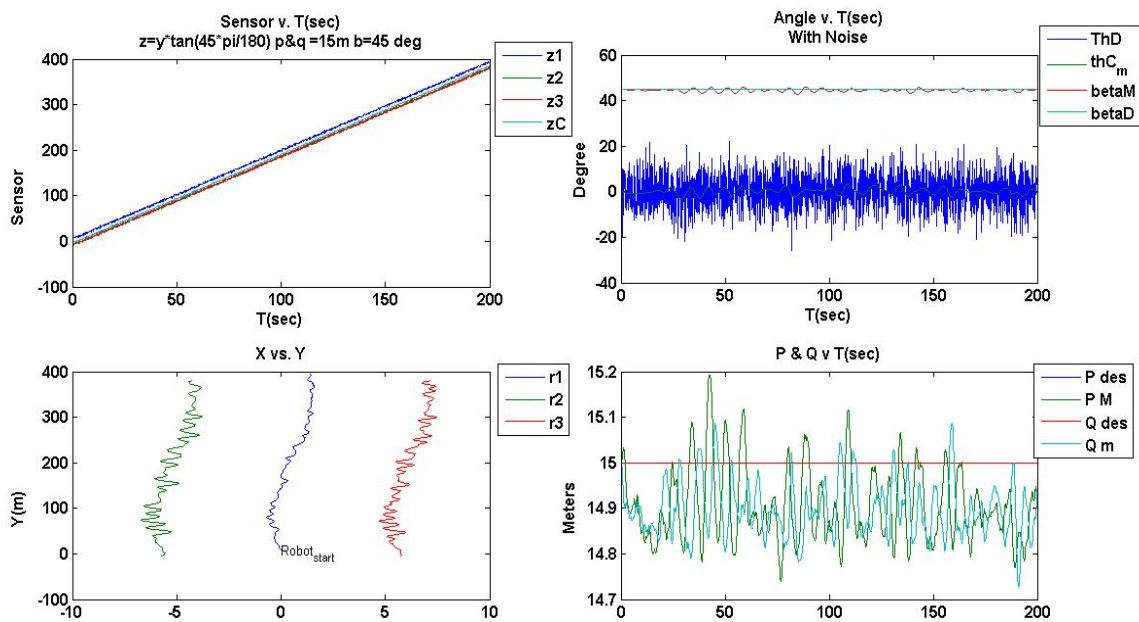 Sensor v. T(sec)
z=y*tan(45*pi/180) p&q =15m b=45 deg
400
300
200
100
0
-100
Sensor
0
50
100
150
200
T(sec)
z1
z2
z3
zC
Angle v. T(sec)
With Noise
60
40
20
0
-20
-40
Degree
0
50
100
150
200
T(sec)
ThD
thC_m
betaM
betaD
X vs. Y
400
300
200
100
0
-100
Y(m)
Robot_start
-10
-5
0
5
10
r1
r2
r3
P & Q v T(sec)
15.2
15.1
15
14.9
14.8
14.7
Meters
0
50
100
150
200
P des
P M
Q des
Q m